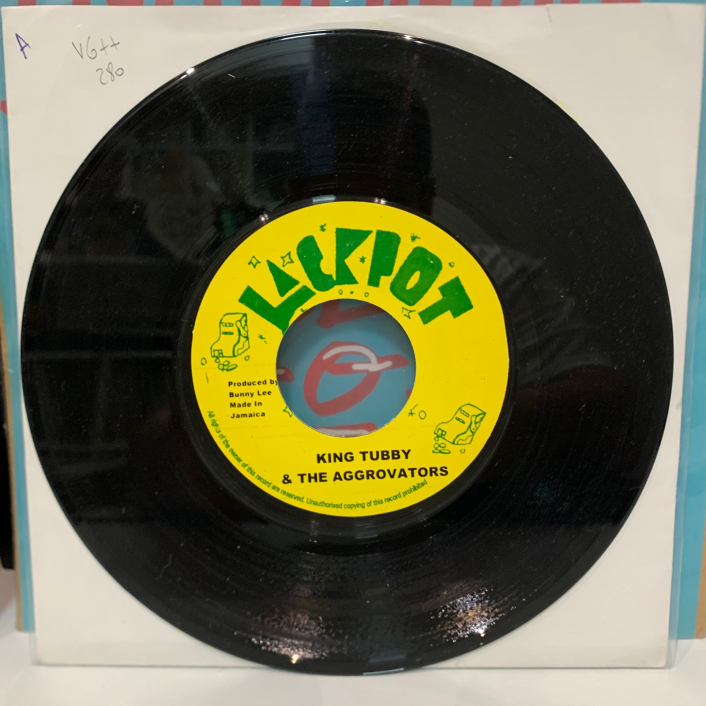 A
VG++
280
JACKPOT
Produced by
Bunny Lee
Made In
Jamaica
KING TUBBY
& THE AGGROVATORS
All rights of the owner of this record are reserved. Unauthorised copying of this record prohibited